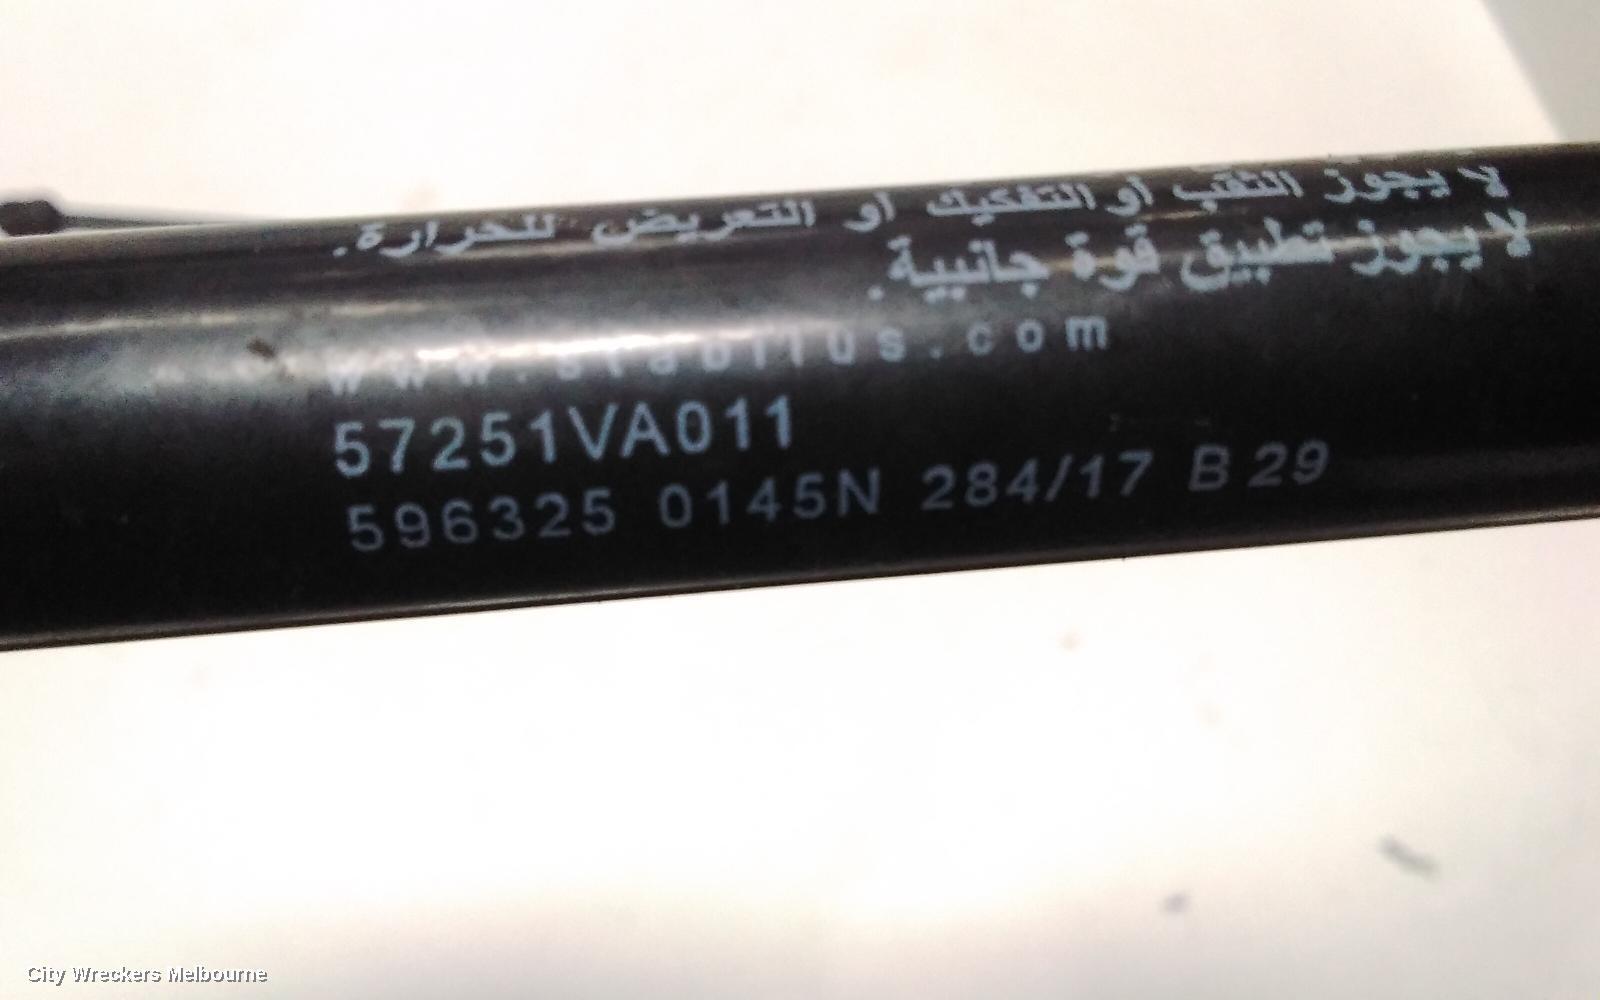 لا يجوز الثقب أو التفكيك أو التعريض للحرارة.
لا يجوز تطبيق قوة جانبية.
www.stabilus.com
57251VA011
596325 0145N 284/17 B 29
City Wreckers Melbourne